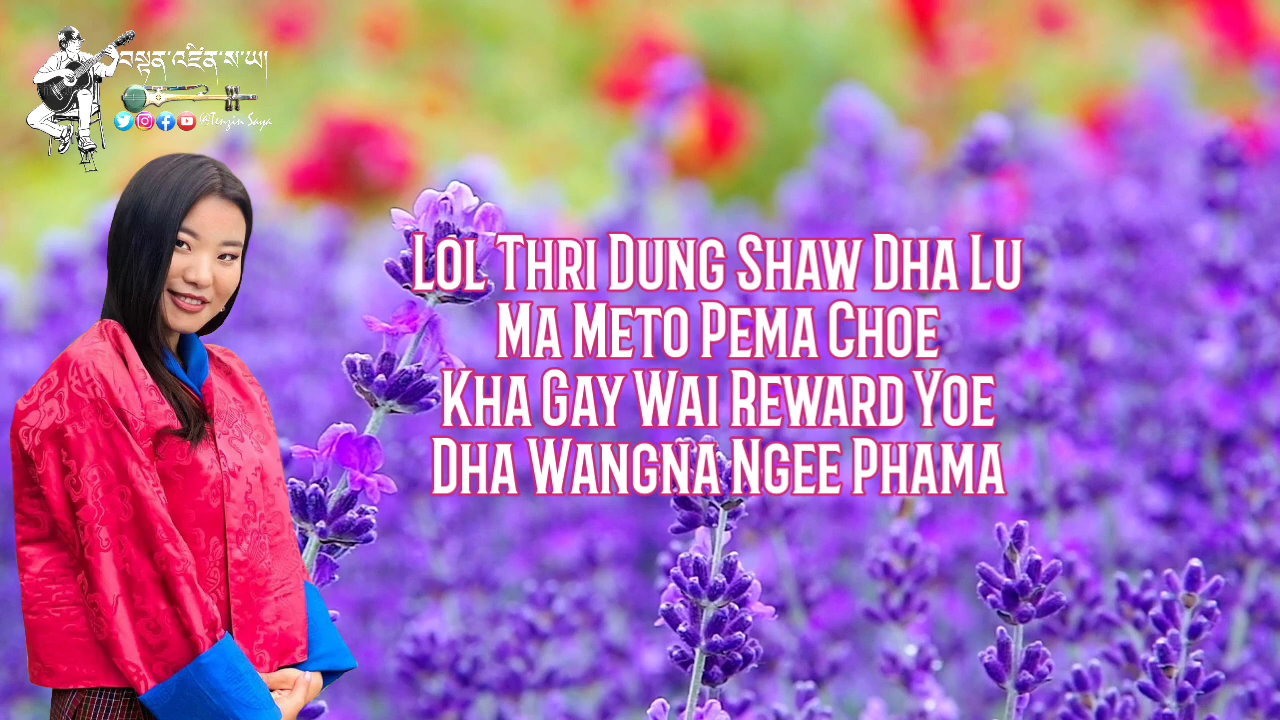 བསྟན་འཛིན་ས་ཡ།
@Tenzin Saya
Lol Thri Dung Shaw Dha Lu
Ma Meto Pema Choe
Kha Gay Wai Reward Yoe
Dha Wangna Ngee Phama